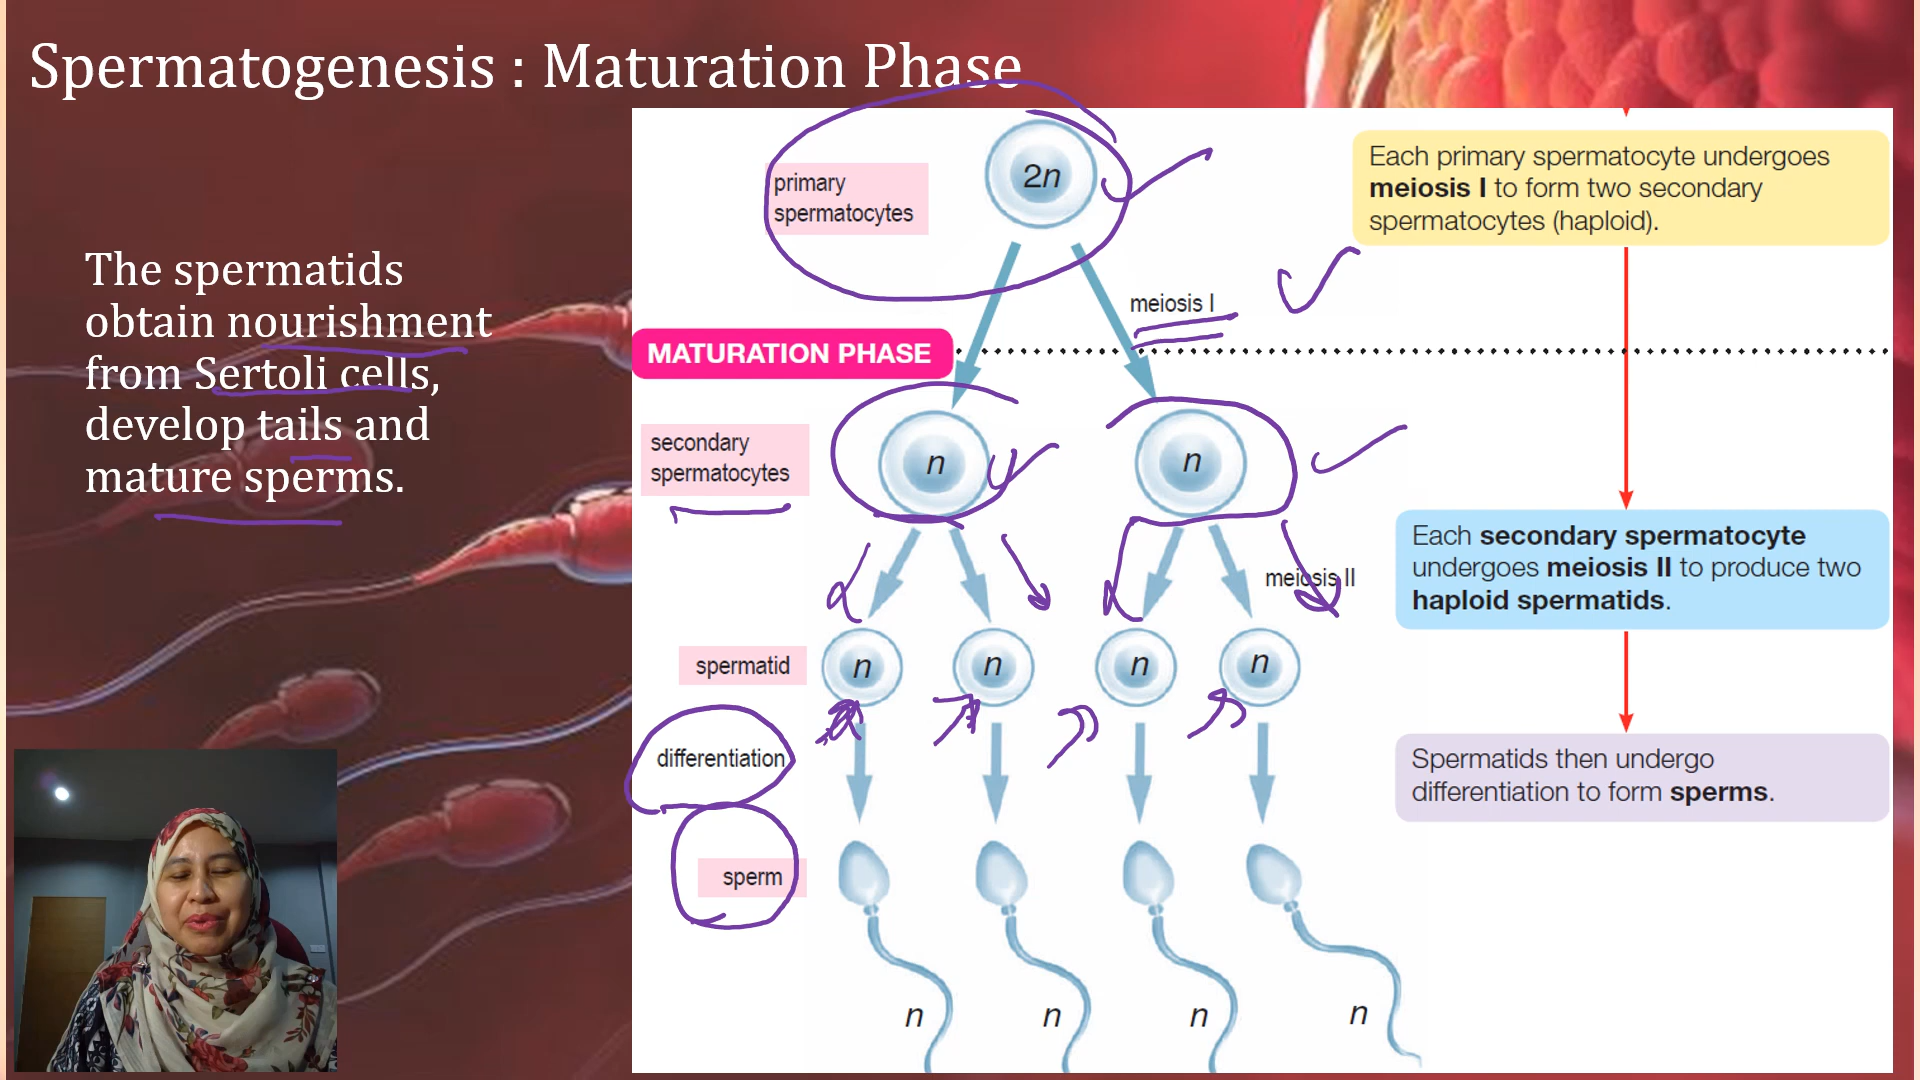 Spermatogenesis : Maturation Phase
The spermatids
obtain nourishment
from Sertoli cells,
develop tails and
mature sperms.
primary
spermatocytes
2n
meiosis I
MATURATION PHASE
secondary
spermatocytes
n
n
meiosis II
spermatid
n
n
n
n
differentiation
sperm
n
n
n
n
Each primary spermatocyte undergoes
meiosis I to form two secondary
spermatocytes (haploid).
Each secondary spermatocyte
undergoes meiosis II to produce two
haploid spermatids.
Spermatids then undergo
differentiation to form sperms.